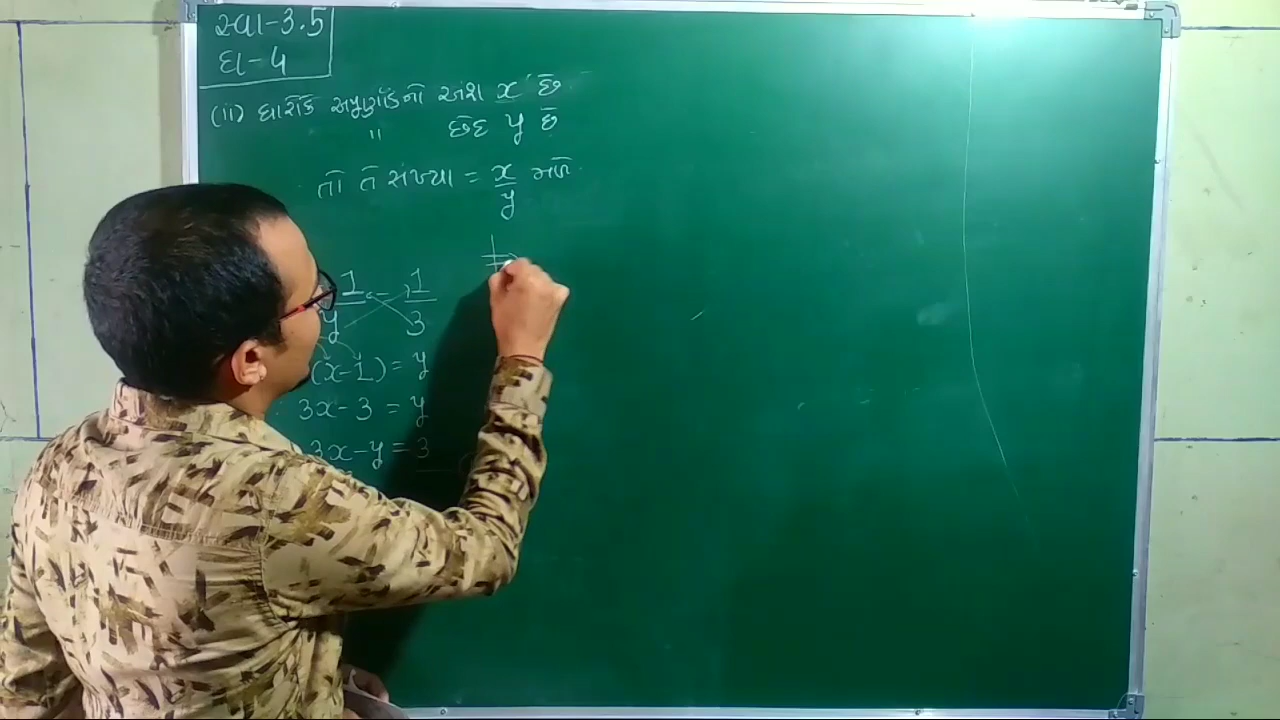 સ્વા-3.5
દા-4
(ii) ધારોકે અપૂર્ણાંકનો અંશ x છે
" છેદ y છે
તો તે સંખ્યા = x/y મળે.
1/y = 1/3
(x-1) = y
3x - 3 = y
3x - y = 3